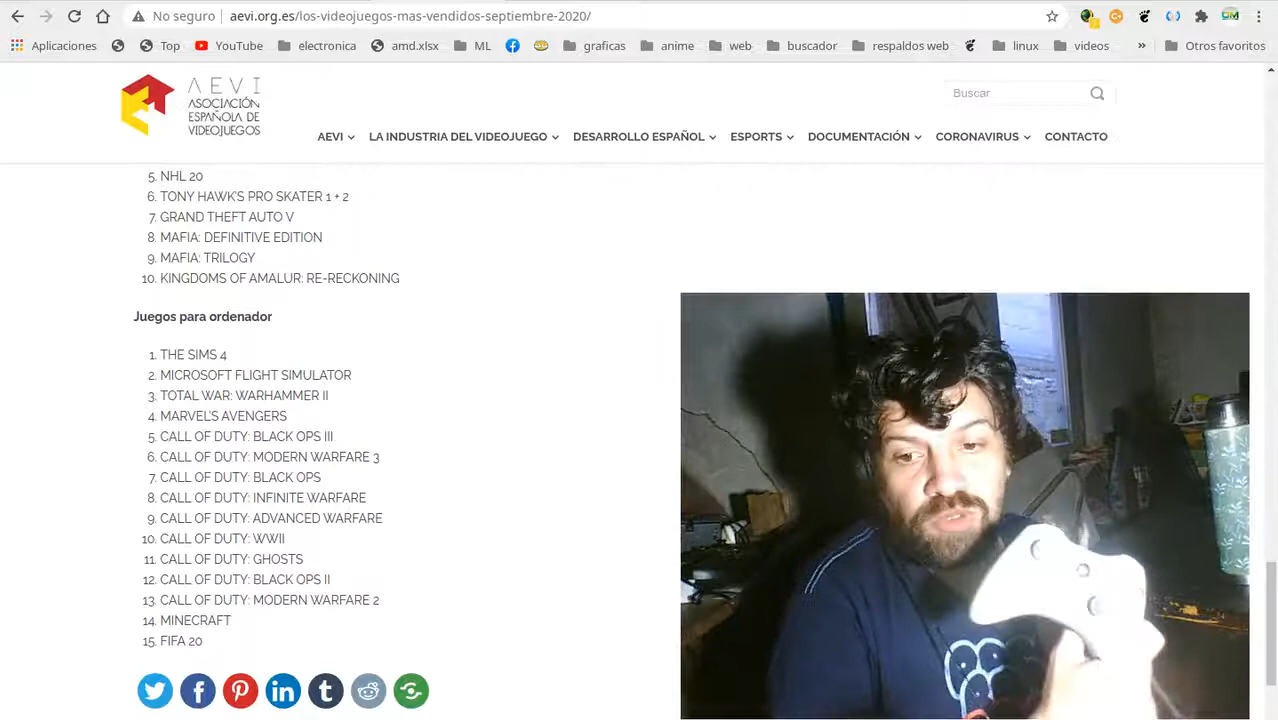 No seguro
aevi.org.es/los-videojuegos-mas-vendidos-septiembre-2020/
Aplicaciones
Top
YouTube
electronica
amd.xlsx
ML
graficas
anime
web
buscador
respaldos web
linux
videos
»
Otros favoritos
AEVI
ASOCIACIÓN
ESPAÑOLA DE
VIDEOJUEGOS
Buscar
AEVI
LA INDUSTRIA DEL VIDEOJUEGO
DESARROLLO ESPAÑOL
ESPORTS
DOCUMENTACIÓN
CORONAVIRUS
CONTACTO
5. NHL 20
6. TONY HAWK'S PRO SKATER 1 + 2
7. GRAND THEFT AUTO V
8. MAFIA: DEFINITIVE EDITION
9. MAFIA: TRILOGY
10. KINGDOMS OF AMALUR: RE-RECKONING
Juegos para ordenador
1. THE SIMS 4
2. MICROSOFT FLIGHT SIMULATOR
3. TOTAL WAR: WARHAMMER II
4. MARVEL'S AVENGERS
5. CALL OF DUTY: BLACK OPS III
6. CALL OF DUTY: MODERN WARFARE 3
7. CALL OF DUTY: BLACK OPS
8. CALL OF DUTY: INFINITE WARFARE
9. CALL OF DUTY: ADVANCED WARFARE
10. CALL OF DUTY: WWII
11. CALL OF DUTY: GHOSTS
12. CALL OF DUTY: BLACK OPS II
13. CALL OF DUTY: MODERN WARFARE 2
14. MINECRAFT
15. FIFA 20